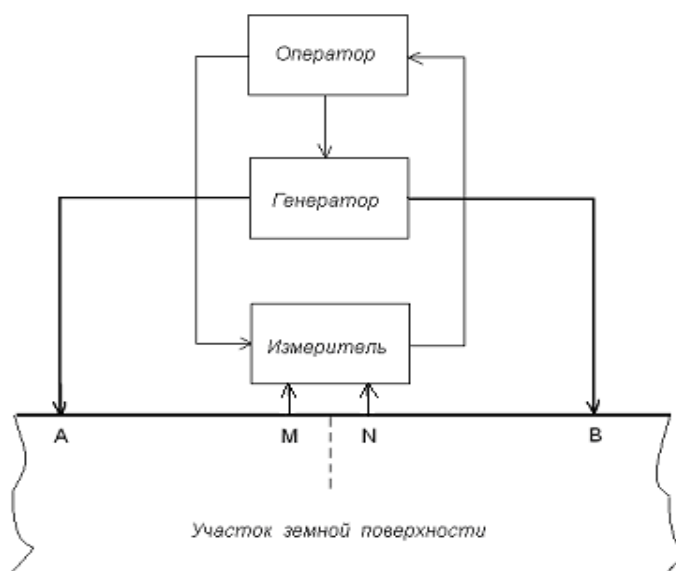 Оператор
Генератор
Измеритель
A M N B
Участок земной поверхности